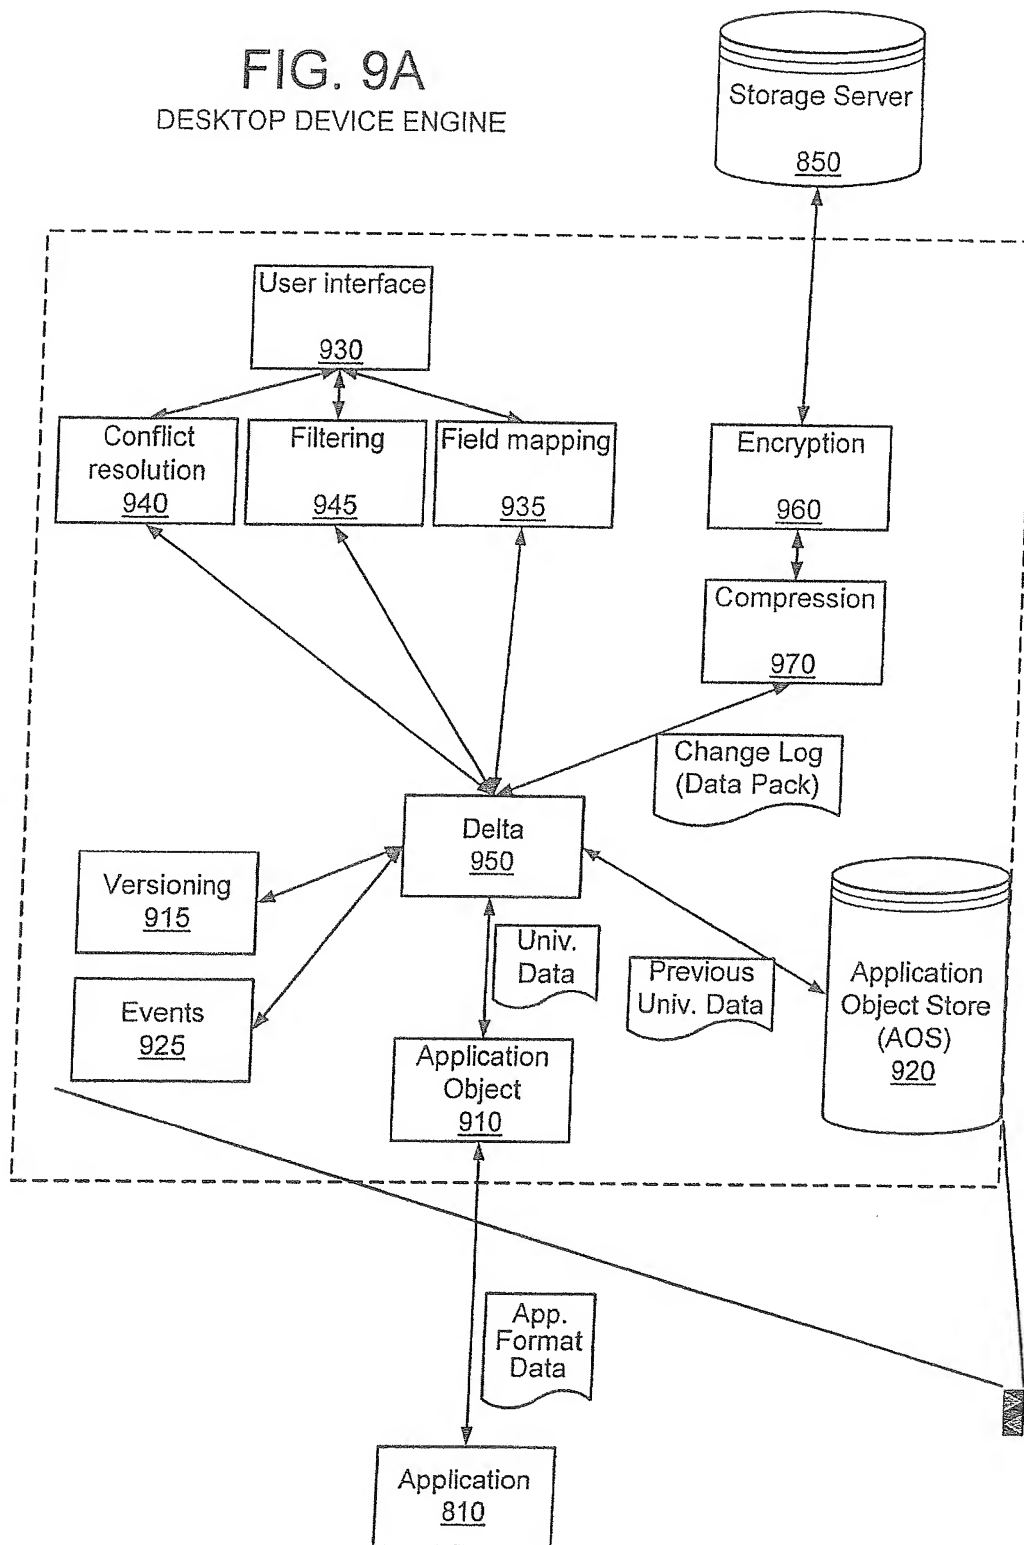 FIG. 9A
DESKTOP DEVICE ENGINE
Storage Server
850
User interface
930
Conflict
resolution
940
Filtering
945
Field mapping
935
Encryption
960
Compression
970
Change Log
(Data Pack)
Delta
950
Versioning
915
Events
925
Univ.
Data
Previous
Univ. Data
Application
Object Store
(AOS)
920
Application
Object
910
App.
Format
Data
Application
810